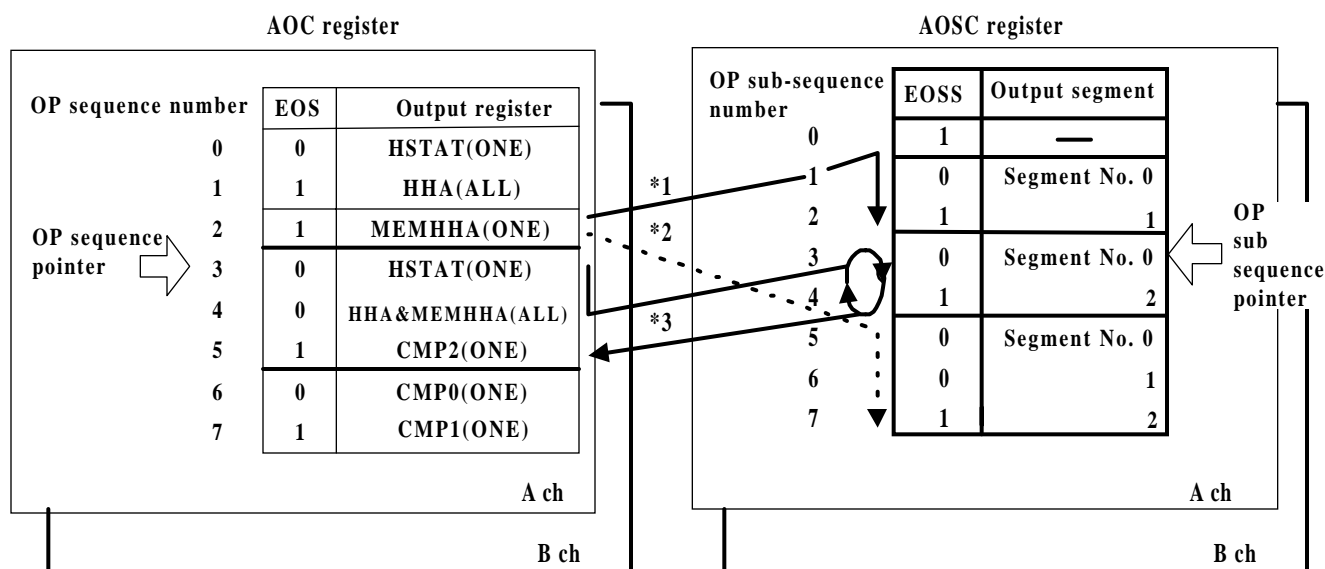 AOC register
OP sequence number
EOS Output register
0 0 HSTAT(ONE)
1 1 HHA(ALL)
2 1 MEMHHA(ONE)
3 0 HSTAT(ONE)
4 0 HHA&MEMHHA(ALL)
5 1 CMP2(ONE)
6 0 CMP0(ONE)
7 1 CMP1(ONE)
OP sequence
pointer
A ch
B ch
*1
*2
*3
AOSC register
OP sub-sequence
number
EOSS Output segment
0 1 —
1 0 Segment No. 0
2 1 1
3 0 Segment No. 0
4 1 2
5 0 Segment No. 0
6 0 1
7 1 2
OP
sub
sequence
pointer
A ch
B ch